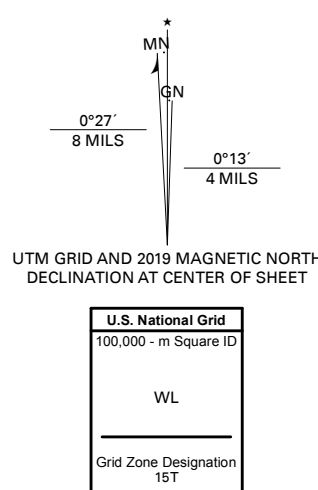 ★
MN
GN
0°27´
8 MILS
0°13´
4 MILS
UTM GRID AND 2019 MAGNETIC NORTH
DECLINATION AT CENTER OF SHEET
U.S. National Grid
100,000 - m Square ID
WL
Grid Zone Designation
15T